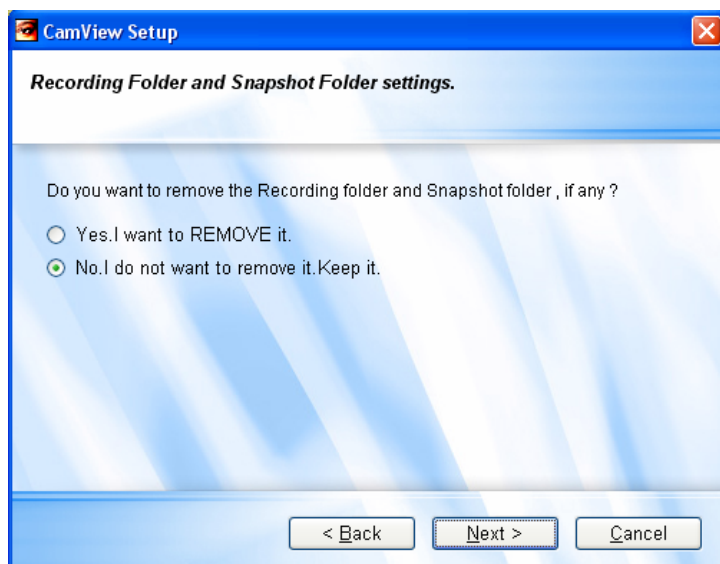 CamView Setup
Recording Folder and Snapshot Folder settings.
Do you want to remove the Recording folder and Snapshot folder , if any ?
Yes.I want to REMOVE it.
No.I do not want to remove it.Keep it.
< Back
Next >
Cancel